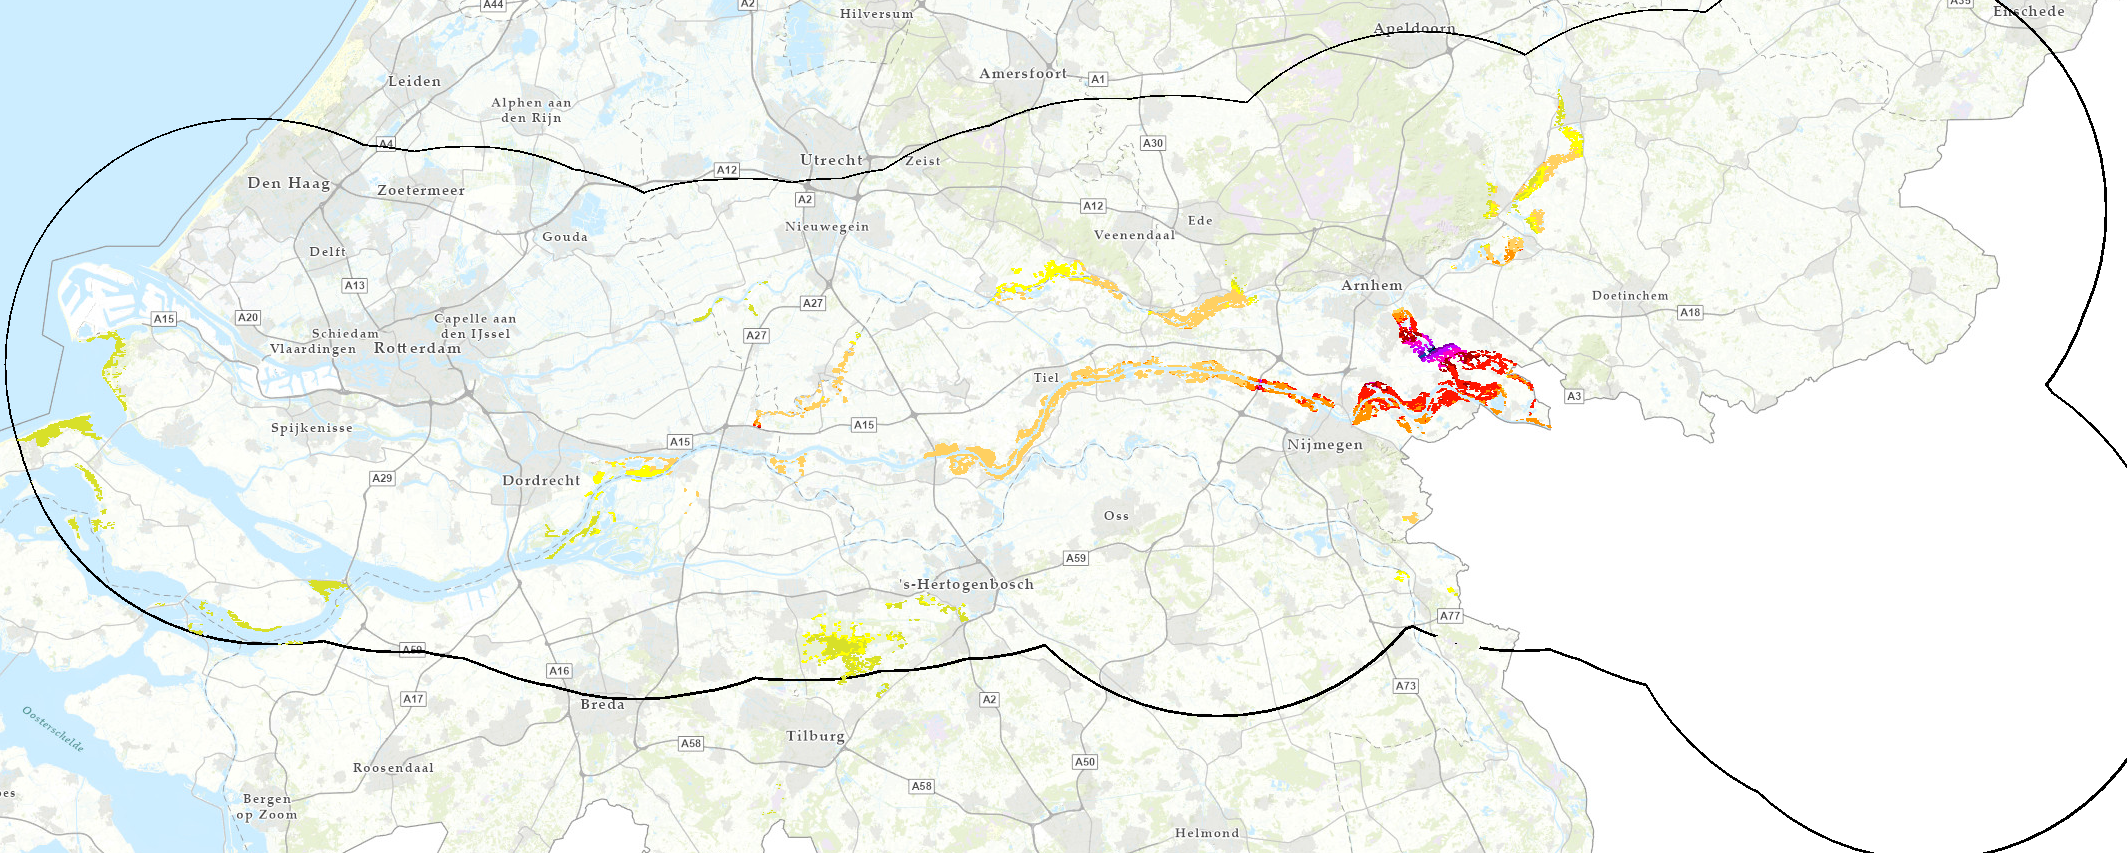 A44
A2
Hilversum
Apeldoorn
A35
Enschede
Leiden
Amersfoort
A1
Alphen aan
den Rijn
A4
A30
Utrecht
Zeist
A12
Den Haag
Zoetermeer
A2
A12
Ede
Nieuwegein
Veenendaal
Gouda
Delft
A13
Arnhem
Doetinchem
A27
A18
A15
A20
Capelle aan
den IJssel
Schiedam
Vlaardingen
Rotterdam
A27
Tiel
A3
Spijkenisse
A15
A15
Nijmegen
A29
Dordrecht
Oss
A59
's-Hertogenbosch
A77
A59
A16
A17
Breda
A2
A73
Oosterschelde
Tilburg
A58
Roosendaal
A50
A58
Bergen
op Zoom
Helmond